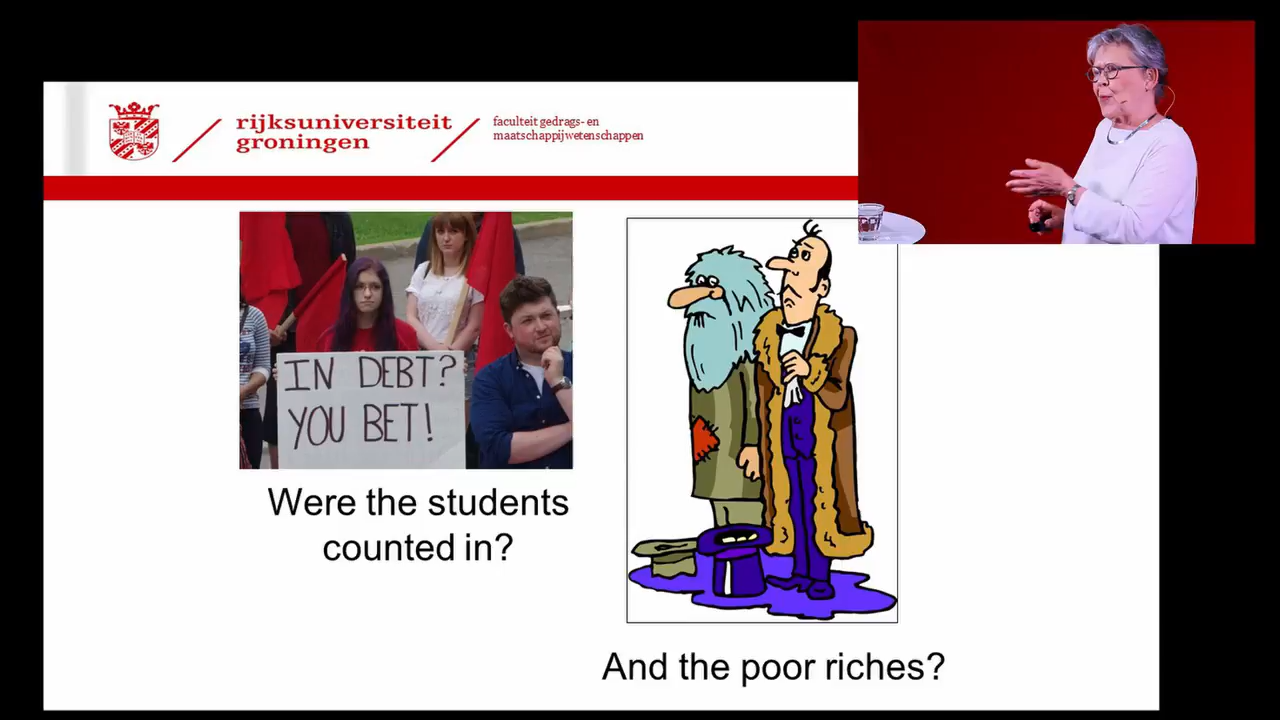 rijksuniversiteit
groningen
faculteit gedrags- en
maatschappijwetenschappen
IN DEBT?
YOU BET!
Were the students
counted in?
And the poor riches?